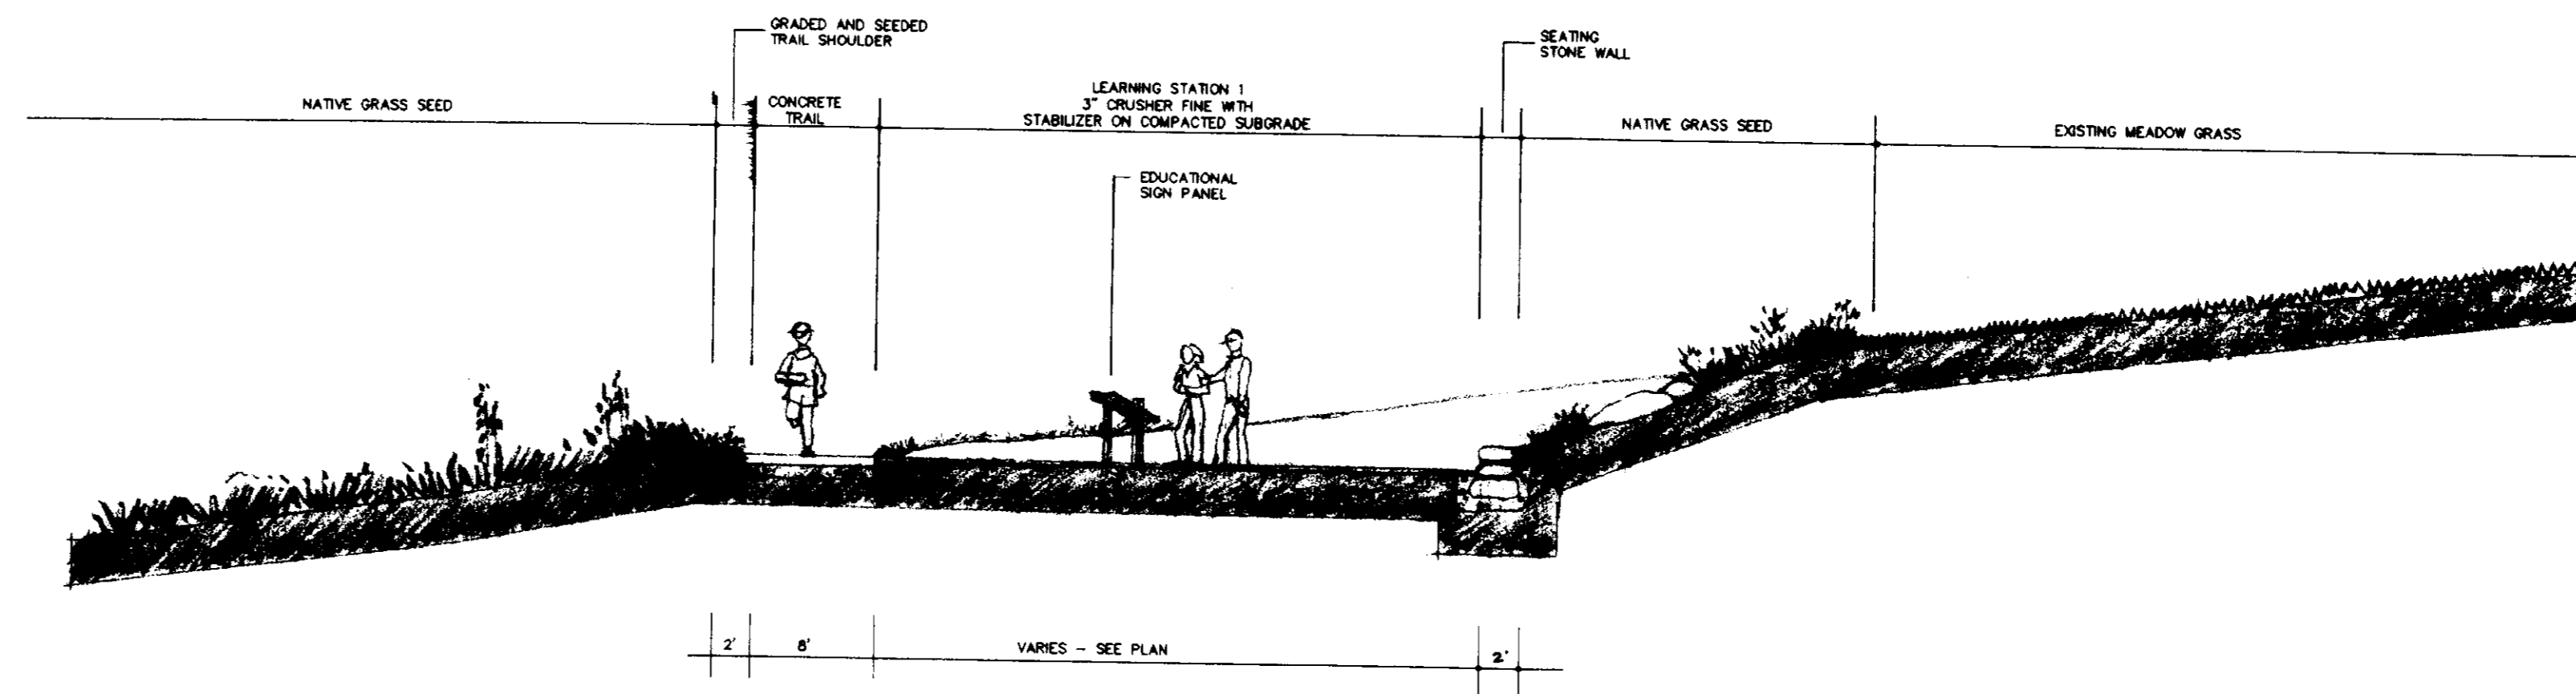 GRADED AND SEEDED
TRAIL SHOULDER
SEATING
STONE WALL
NATIVE GRASS SEED
CONCRETE
TRAIL
LEARNING STATION 1
3" CRUSHER FINE WITH
STABILIZER ON COMPACTED SUBGRADE
NATIVE GRASS SEED
EXISTING MEADOW GRASS
EDUCATIONAL
SIGN PANEL
2'
8'
VARIES - SEE PLAN
2'